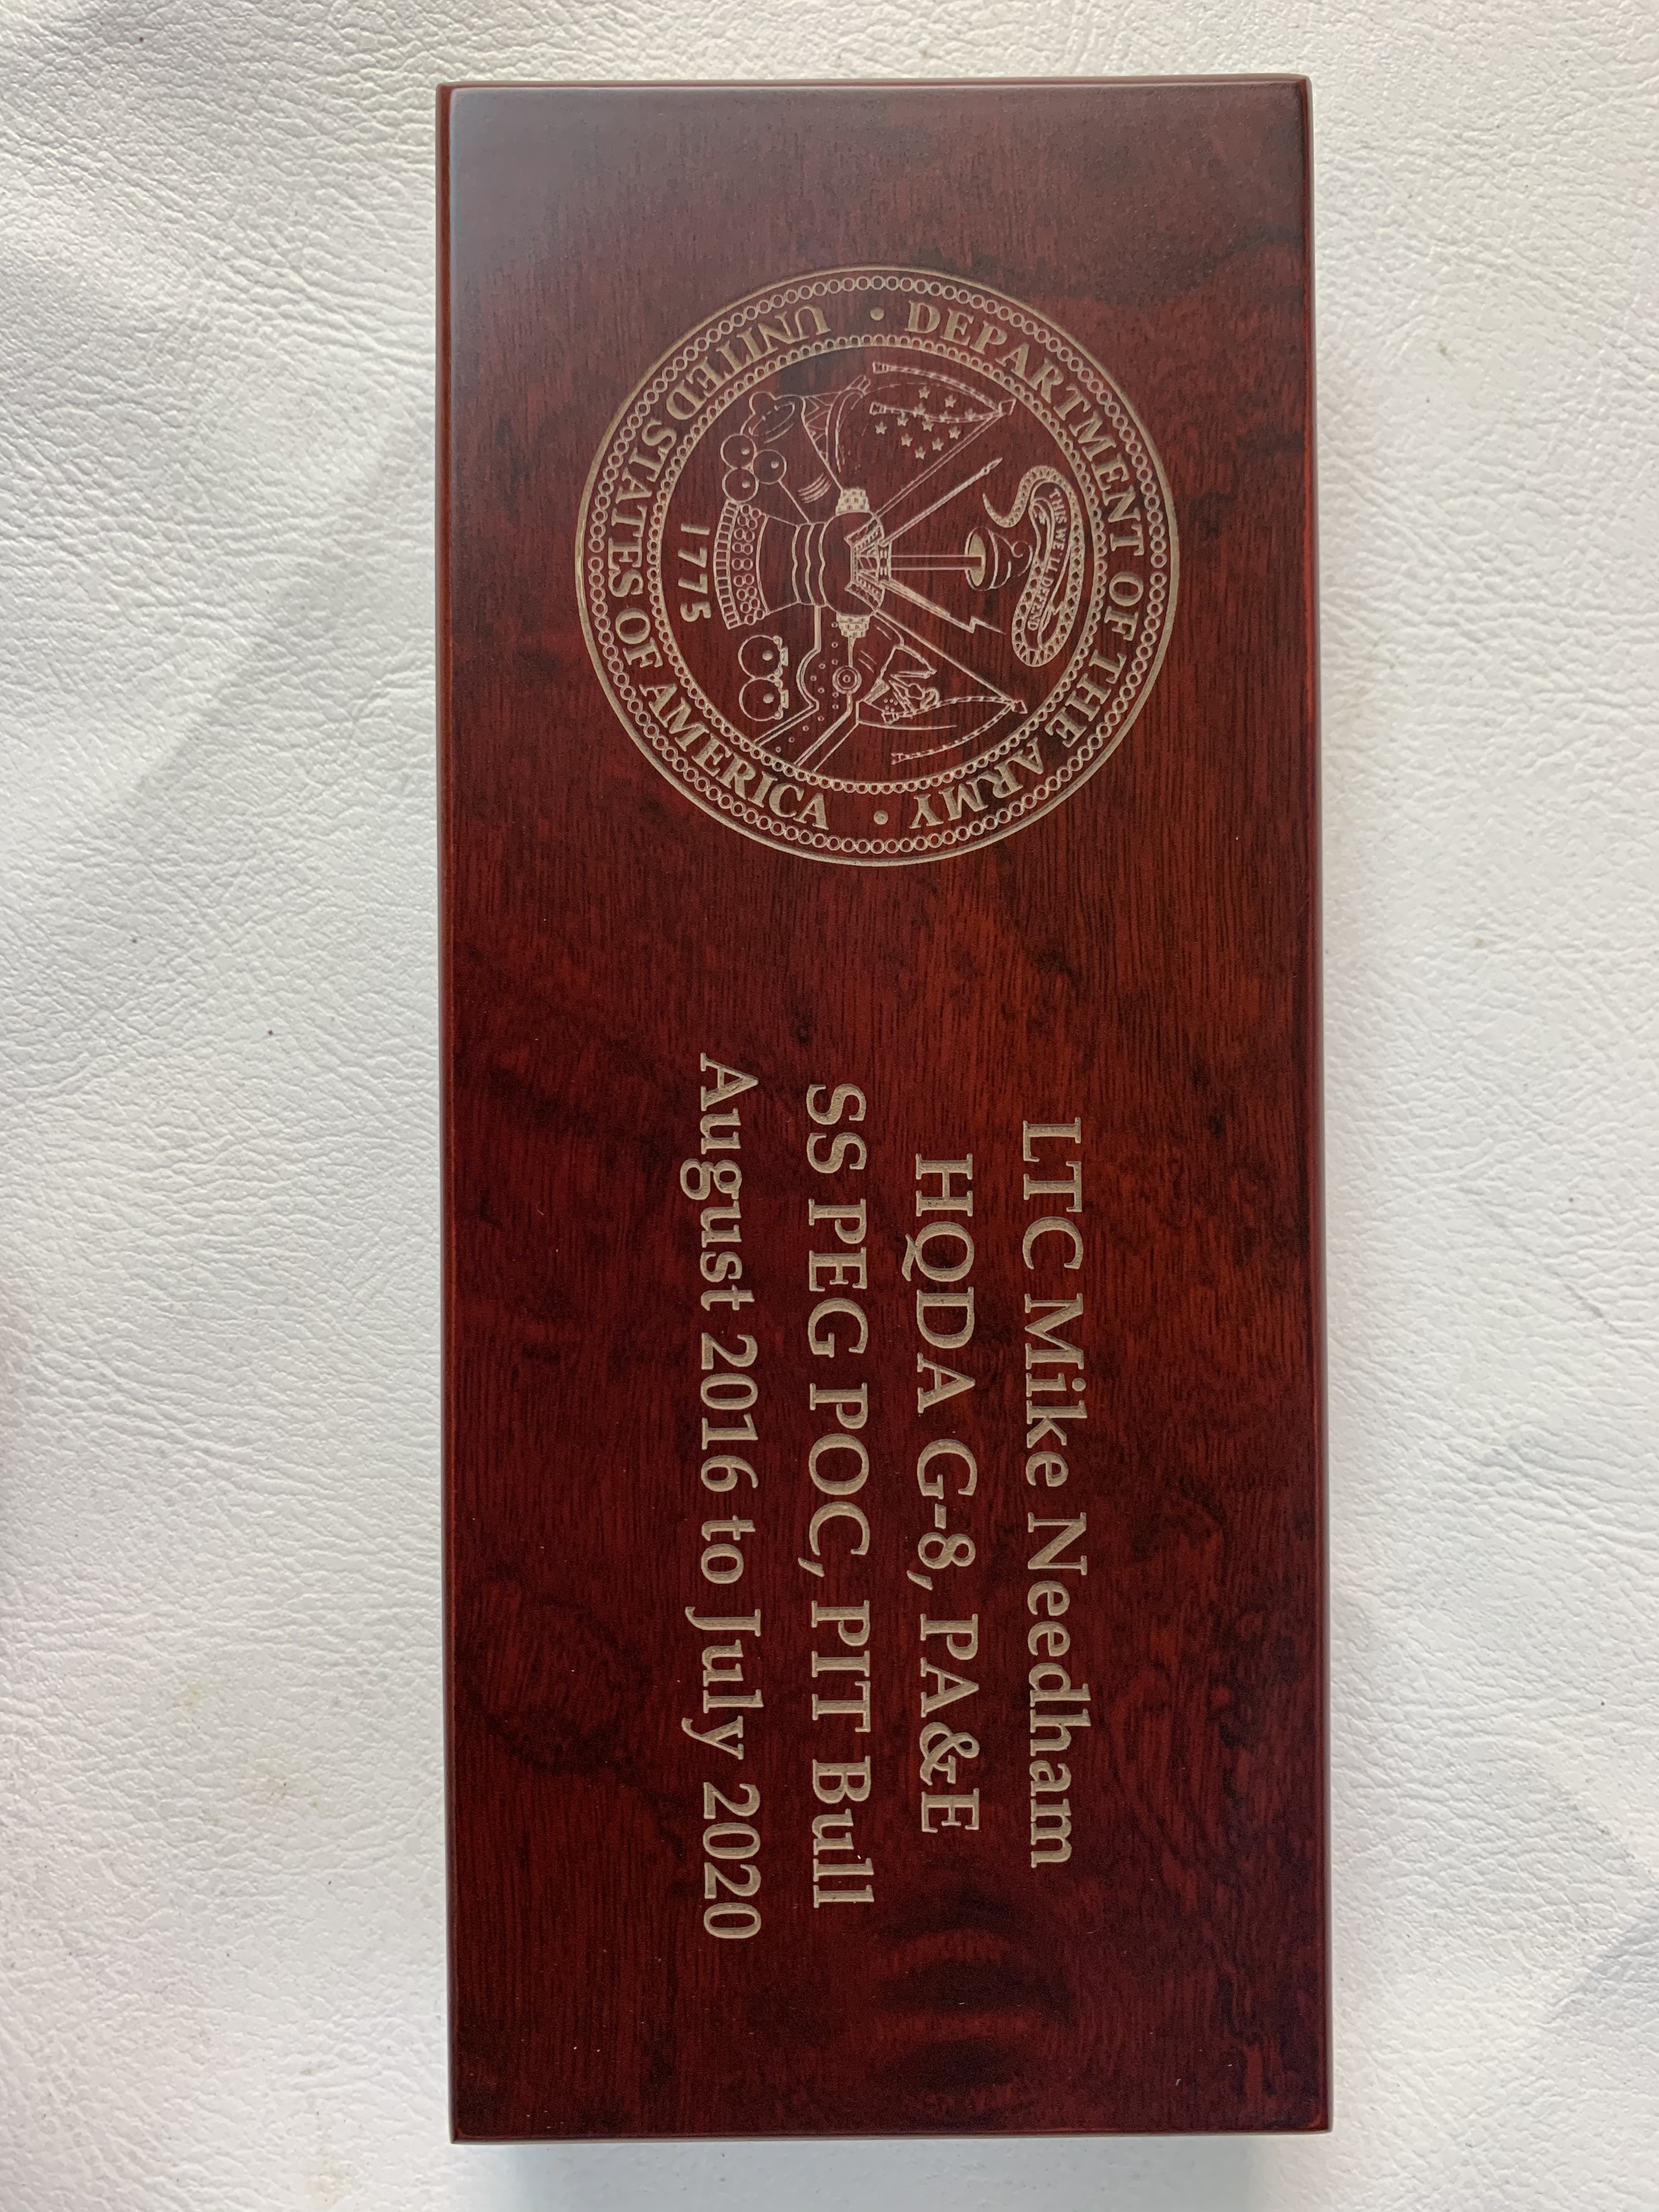 DEPARTMENT OF THE ARMY
THIS WE'LL DEFEND
1775
UNITED STATES OF AMERICA
LTC Mike Needham
HQDA G-8, PA&E
SS PEG POC, PIT Bull
August 2016 to July 2020